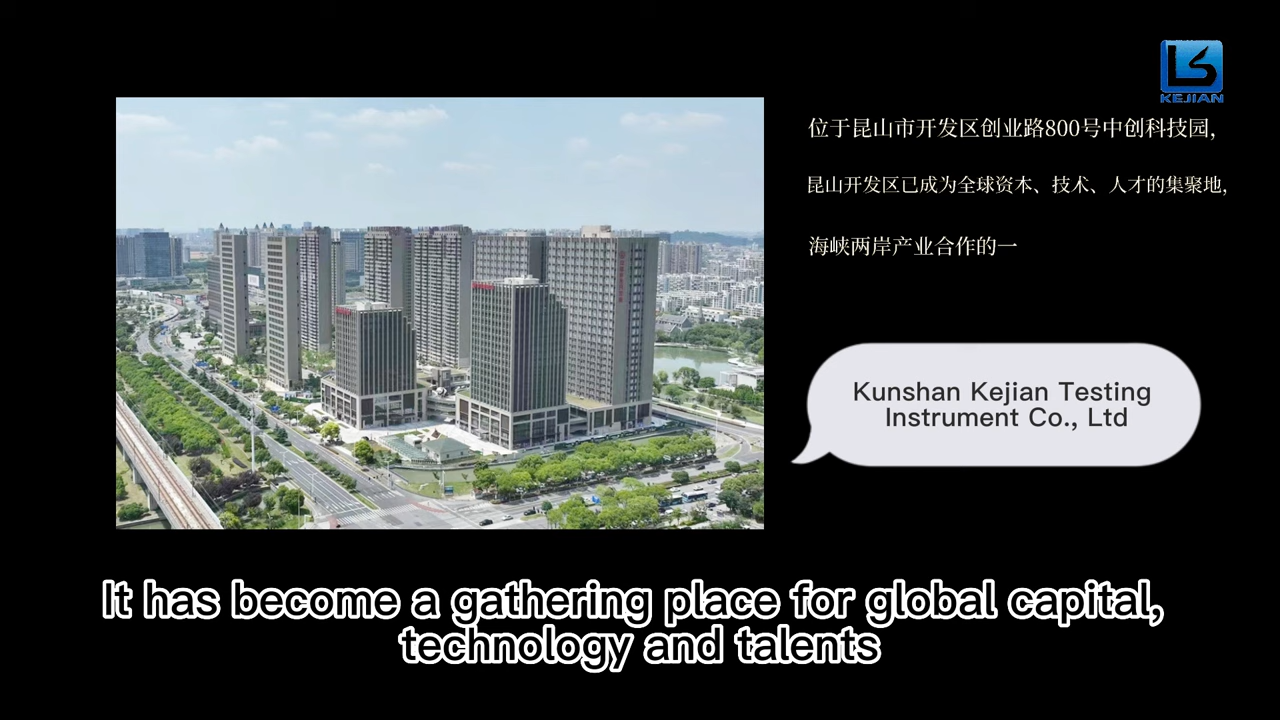 KEJIAN
位于昆山市开发区创业路800号中创科技园,
昆山开发区已成为全球资本、技术、人才的集聚地,
海峡两岸产业合作的一
Kunshan Kejian Testing
Instrument Co., Ltd
It has become a gathering place for global capital,
technology and talents